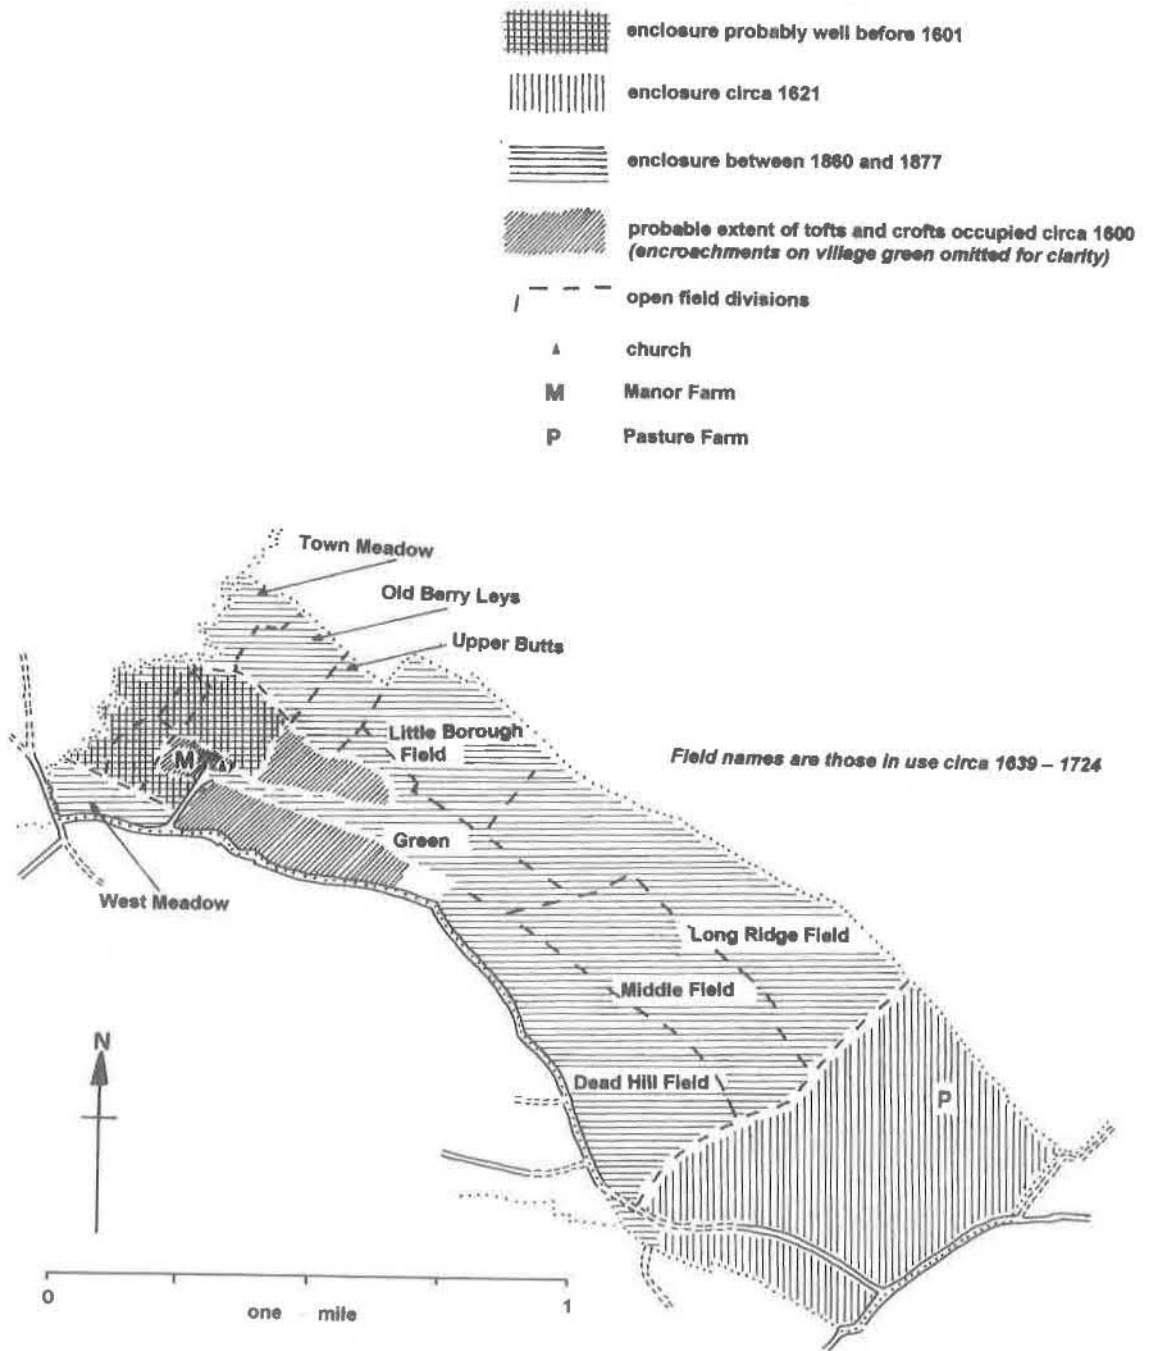 enclosure probably well before 1601
enclosure circa 1621
enclosure between 1860 and 1877
probable extent of tofts and crofts occupied circa 1600
(encroachments on village green omitted for clarity)
open field divisions
church
M Manor Farm
P Pasture Farm
Town Meadow
Old Berry Leys
Upper Butts
Little Borough
Field
M
Field names are those in use circa 1639 – 1724
Green
West Meadow
Long Ridge Field
Middle Field
N
Dead Hill Field
P
0
1
one mile